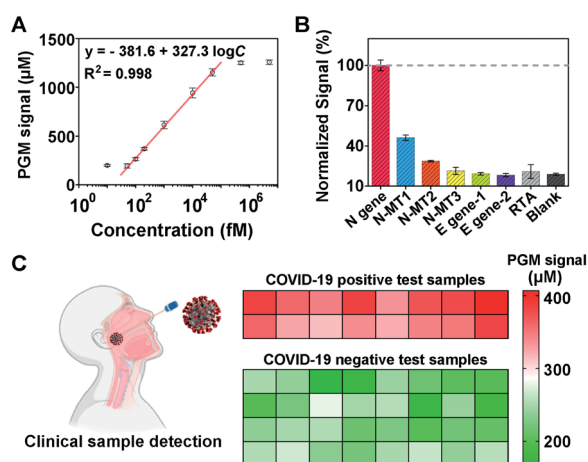 A
y = - 381.6 + 327.3 logC
R² = 0.998
PGM signal (μM)
1500
1000
500
0
10⁰ 10² 10⁴ 10⁶
Concentration (fM)
B
Normalized Signal (%)
100
70
40
10
N gene
N-MT1
N-MT2
N-MT3
E gene-1
E gene-2
RTA
Blank
C
Clinical sample detection
COVID-19 positive test samples
COVID-19 negative test samples
PGM signal
(μM)
400
300
200